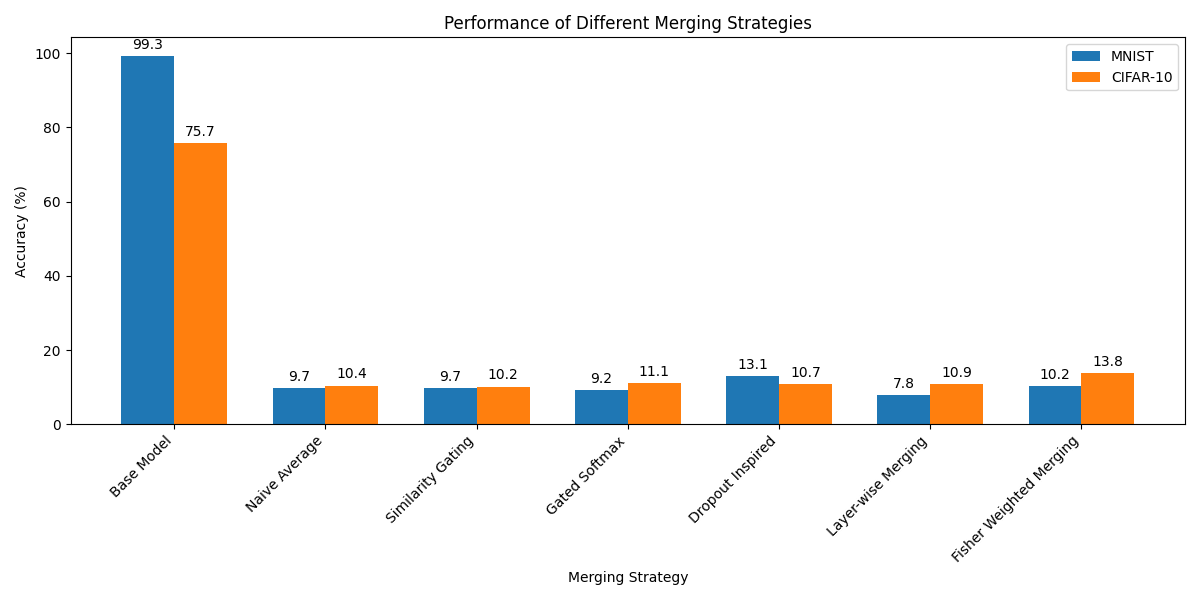 Performance of Different Merging Strategies
MNIST
CIFAR-10
Accuracy (%)
100
80
60
40
20
0
99.3
75.7
9.7
10.4
9.7
10.2
9.2
11.1
13.1
10.7
7.8
10.9
10.2
13.8
Base Model
Naive Average
Similarity Gating
Gated Softmax
Dropout Inspired
Layer-wise Merging
Fisher Weighted Merging
Merging Strategy